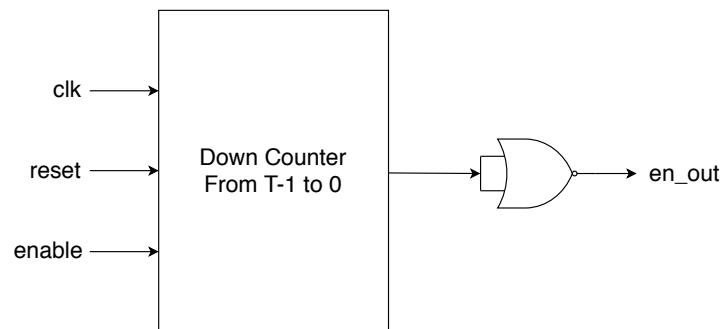 clk
reset
enable
Down Counter
From T-1 to 0
en_out